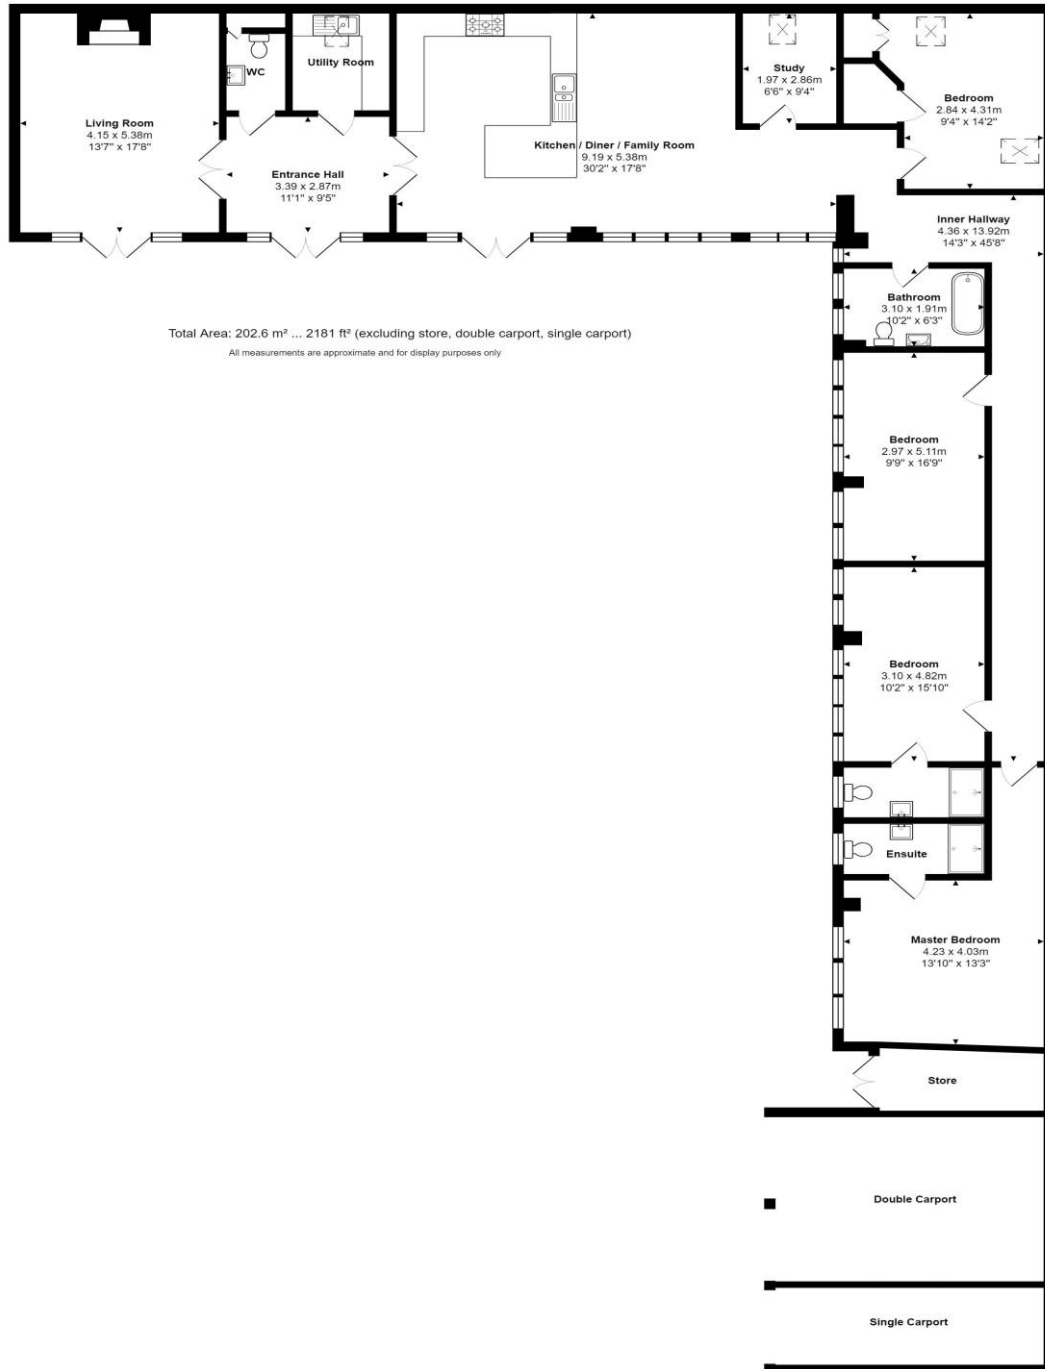 Living Room
4.15 x 5.38m
13'7" x 17'8"
WC
Utility Room
Entrance Hall
3.39 x 2.87m
11'1" x 9'5"
Kitchen / Diner / Family Room
9.19 x 5.38m
30'2" x 17'8"
Study
1.97 x 2.86m
6'6" x 9'4"
Bedroom
2.84 x 4.31m
9'4" x 14'2"
Inner Hallway
4.36 x 13.92m
14'3" x 45'8"
Bathroom
3.10 x 1.91m
10'2" x 6'3"
Total Area: 202.6 m² ... 2181 ft² (excluding store, double carport, single carport)
All measurements are approximate and for display purposes only
Bedroom
2.97 x 5.11m
9'9" x 16'9"
Bedroom
3.10 x 4.82m
10'2" x 15'10"
Ensuite
Master Bedroom
4.23 x 4.03m
13'10" x 13'3"
Store
Double Carport
Single Carport